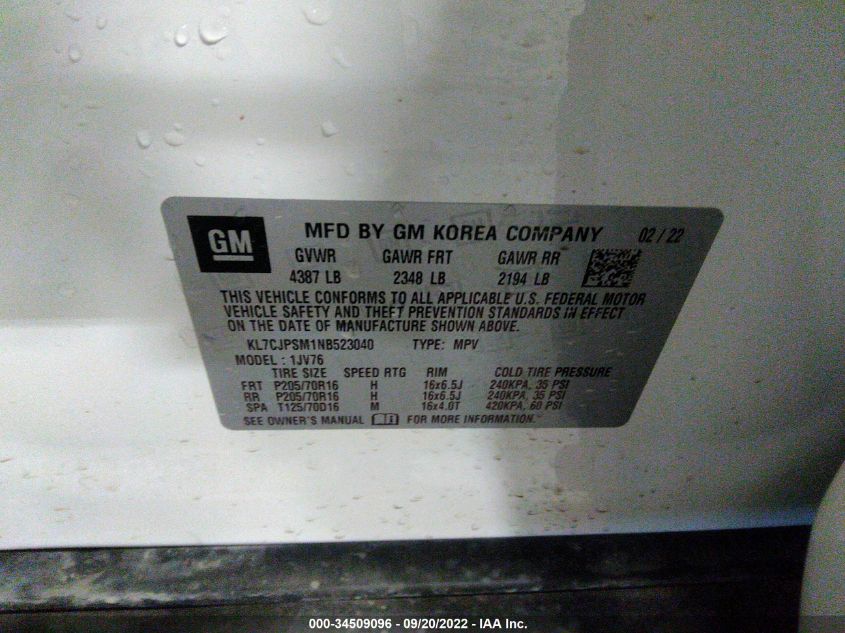 GM
MFD BY GM KOREA COMPANY 02 / 22
GVWR GAWR FRT GAWR RR
4387 LB 2348 LB 2194 LB
THIS VEHICLE CONFORMS TO ALL APPLICABLE U.S. FEDERAL MOTOR
VEHICLE SAFETY AND THEFT PREVENTION STANDARDS IN EFFECT
ON THE DATE OF MANUFACTURE SHOWN ABOVE.
KL7CJPSM1NB523040 TYPE: MPV
MODEL : 1JV76
TIRE SIZE SPEED RTG RIM COLD TIRE PRESSURE
FRT P205/70R16 H 16x6.5J 240KPA, 35 PSI
RR P205/70R16 H 16x6.5J 240KPA, 35 PSI
SPA T125/70D16 M 16x4.0T 420KPA, 60 PSI
SEE OWNER'S MANUAL FOR MORE INFORMATION.
000-34509096 - 09/20/2022 - IAA Inc.